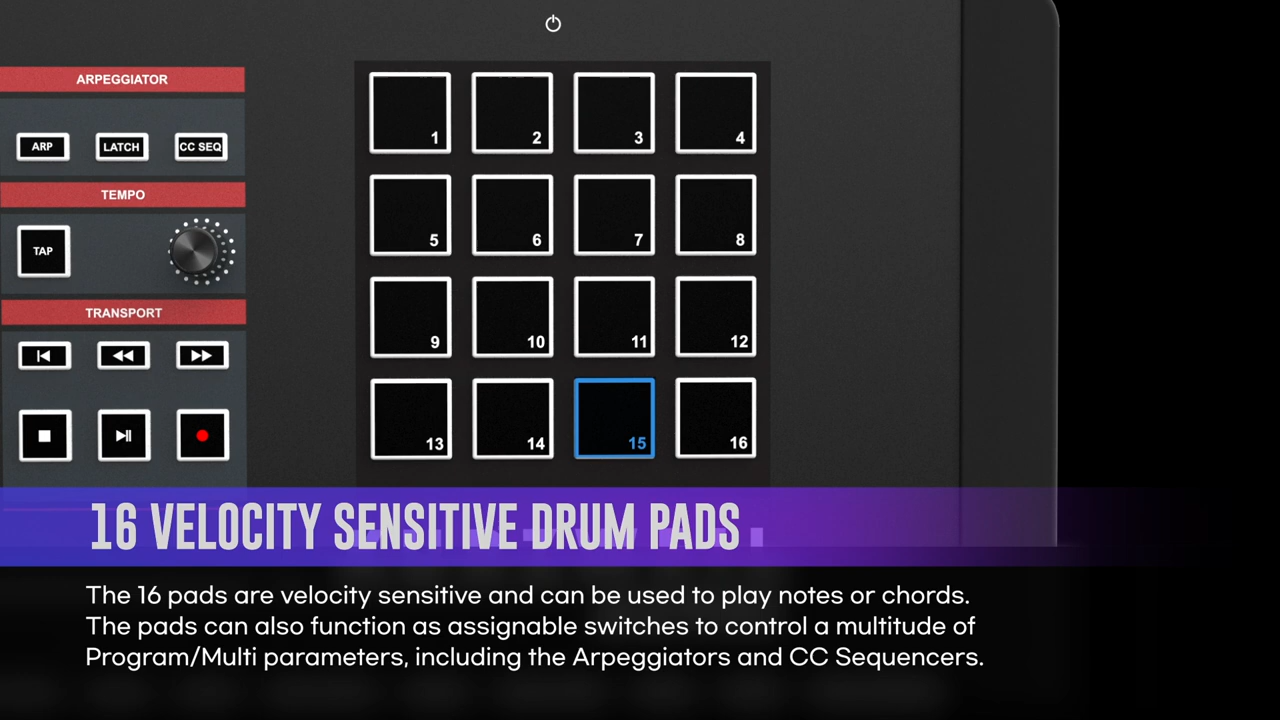 ARPEGGIATOR
ARP LATCH CC SEQ
TEMPO
TAP
TRANSPORT
1 2 3 4
5 6 7 8
9 10 11 12
13 14 15 16
16 VELOCITY SENSITIVE DRUM PADS
The 16 pads are velocity sensitive and can be used to play notes or chords.
The pads can also function as assignable switches to control a multitude of
Program/Multi parameters, including the Arpeggiators and CC Sequencers.